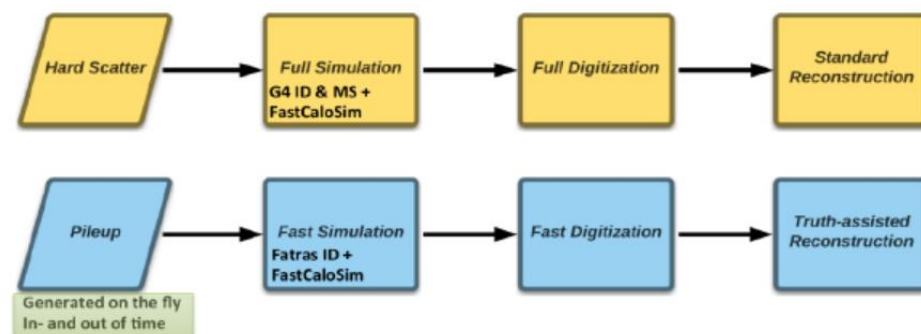 Hard Scatter
Full Simulation
G4 ID & MS +
FastCaloSim
Full Digitization
Standard
Reconstruction
Pileup
Fast Simulation
Fatras ID +
FastCaloSim
Fast Digitization
Truth-assisted
Reconstruction
Generated on the fly
In- and out of time